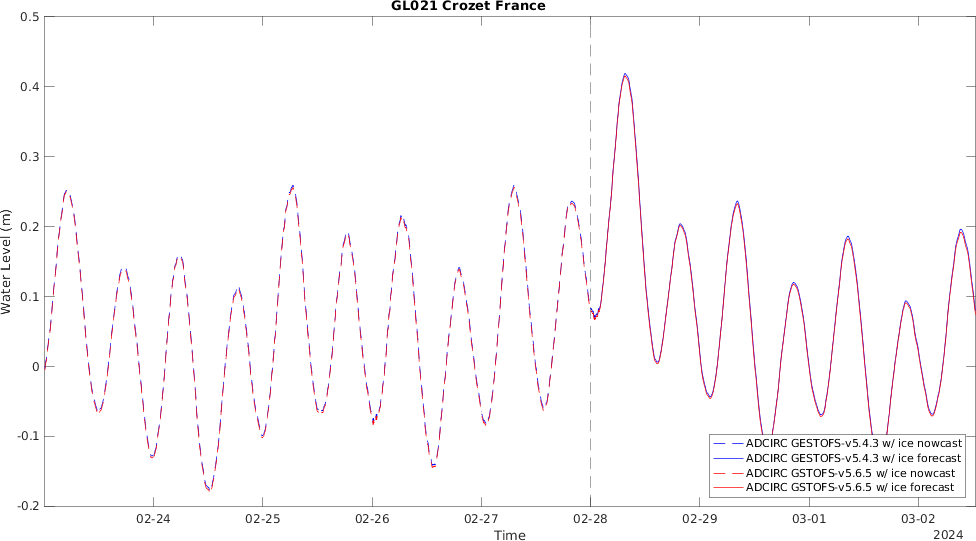 GL021 Crozet France
0.5
0.4
0.3
0.2
0.1
0
-0.1
-0.2
Water Level (m)
ADCIRC GESTOFS-v5.4.3 w/ ice nowcast
ADCIRC GESTOFS-v5.4.3 w/ ice forecast
ADCIRC GSTOFS-v5.6.5 w/ ice nowcast
ADCIRC GSTOFS-v5.6.5 w/ ice forecast
02-24 02-25 02-26 02-27 02-28 02-29 03-01 03-02
Time 2024